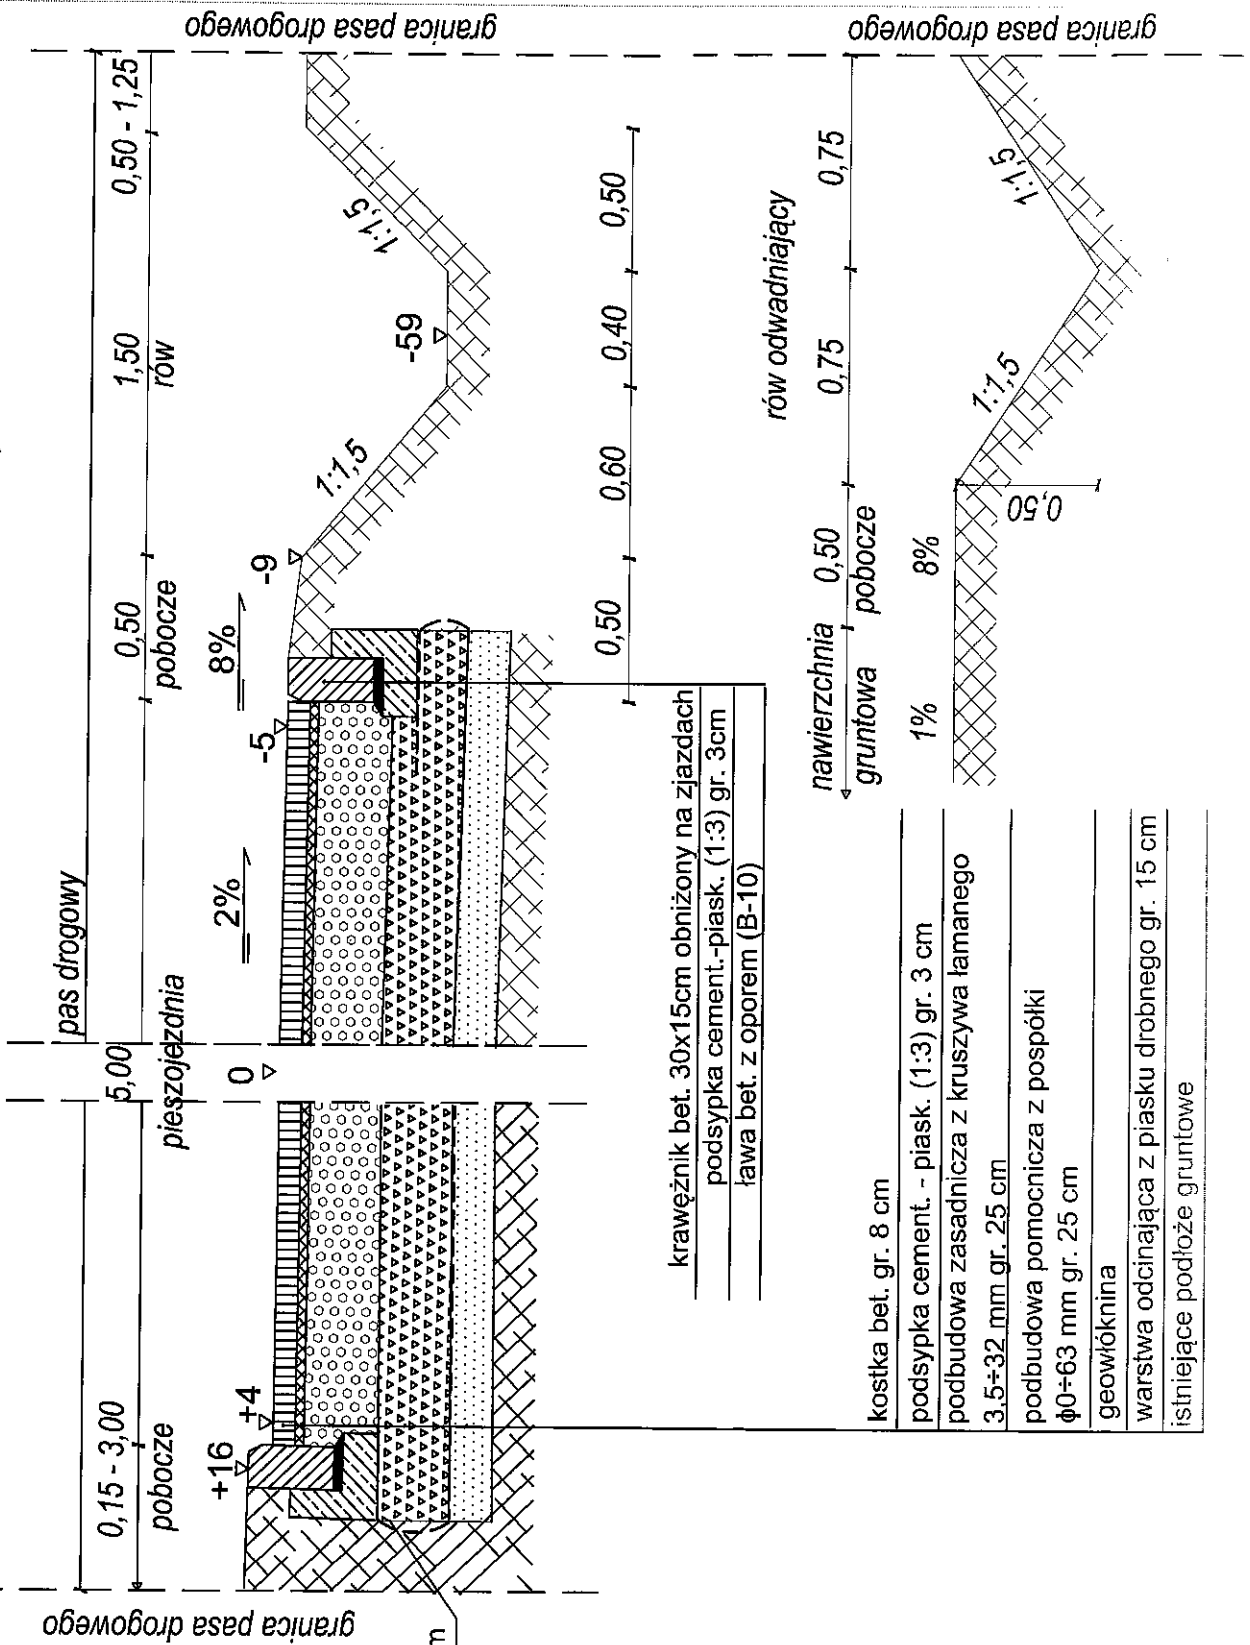 granica pasa drogowego
pas drogowy
0,15 - 3,00
5,00
0,50
1,50
0,50 - 1,25
pobocze
pieszojezdnia
pobocze
rów
+16
+4
0
2%
-5
8%
-9
1:1,5
-59
1:1,5
granica pasa drogowego
0,50
0,60
0,40
0,50
m
krawężnik bet. 30x15cm obniżony na zjazdach
podsypka cement.-piask. (1:3) gr. 3cm
ława bet. z oporem (B-10)
kostka bet. gr. 8 cm
podsypka cement. - piask. (1:3) gr. 3 cm
podbudowa zasadnicza z kruszywa łamanego
3,5÷32 mm gr. 25 cm
podbudowa pomocnicza z pospółki
ϕ0÷63 mm gr. 25 cm
geowłóknina
warstwa odcinająca z piasku drobnego gr. 15 cm
istniejące podłoże gruntowe
rów odwadniający
nawierzchnia
gruntowa
0,50
pobocze
0,75
0,75
1%
8%
1:1,5
1:1,5
0,50
granica pasa drogowego